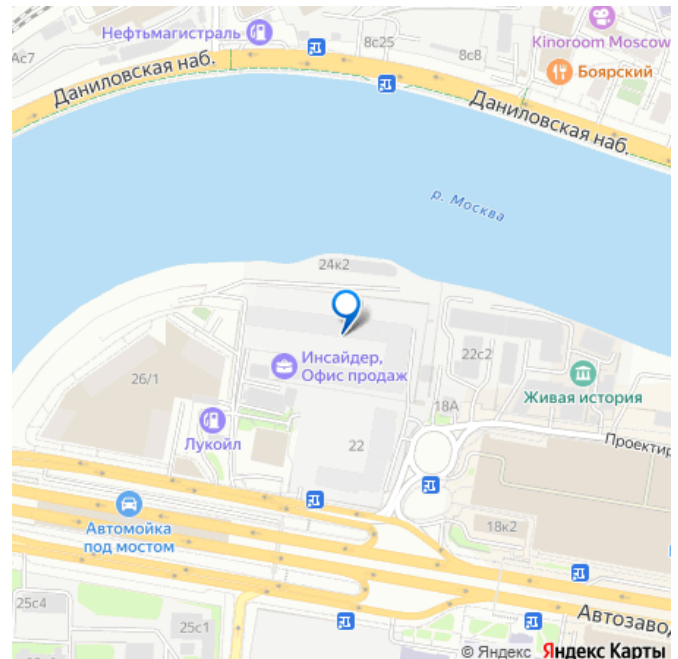 Нефтьмагистраль
8с25
8с8
Kinoroom Moscow
Боярский
Ас7
Даниловская наб.
Даниловская наб.
р. Москва
24к2
Инсайдер,
Офис продаж
22с2
Живая история
26/1
18А
Лукойл
22
Проектир
Автомойка
под мостом
18к2
25с4
25с1
Автозавод
© Яндекс Яндекс Карты